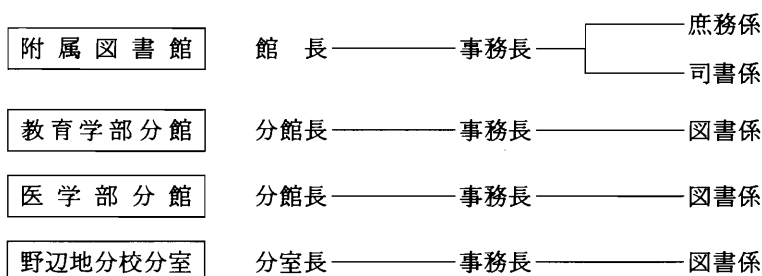 庶務係
附属図書館 館長 事務長
司書係
教育学部分館 分館長 事務長 図書係
医学部分館 分館長 事務長 図書係
野辺地分校分室 分室長 事務長 図書係